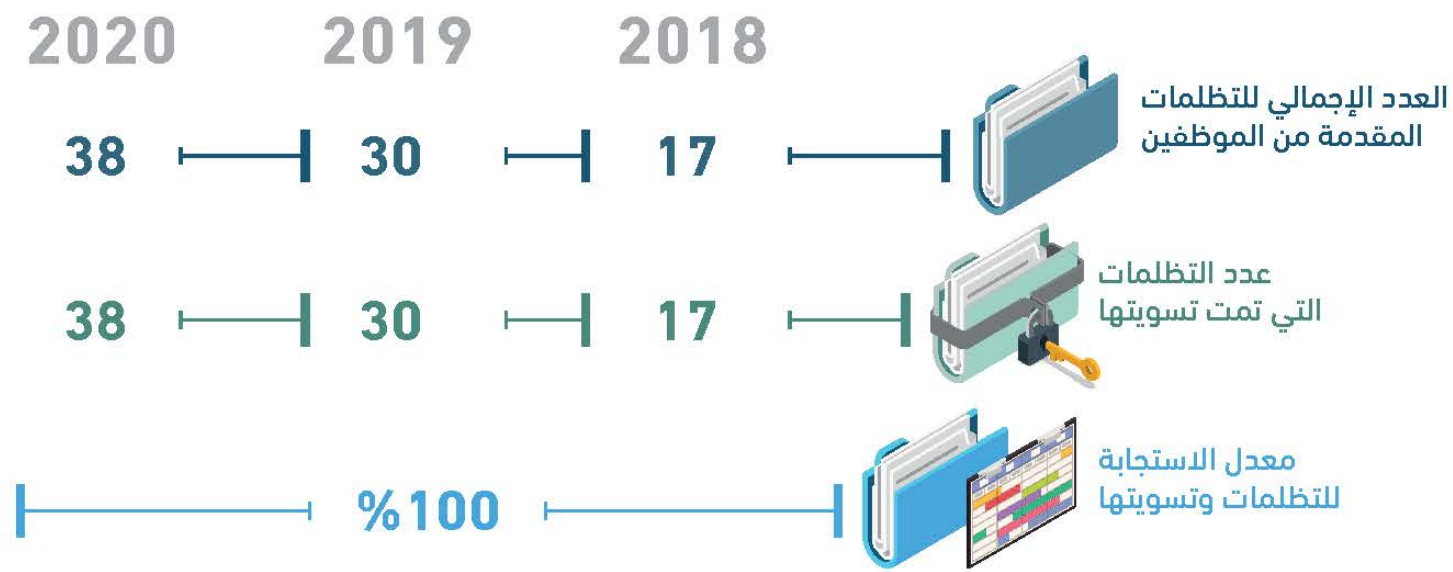 2018 2019 2020
العدد الإجمالي للتظلمات
المقدمة من الموظفين
17 30 38
عدد التظلمات
التي تمت تسويتها
17 30 38
معدل الاستجابة
للتظلمات وتسويتها
%100